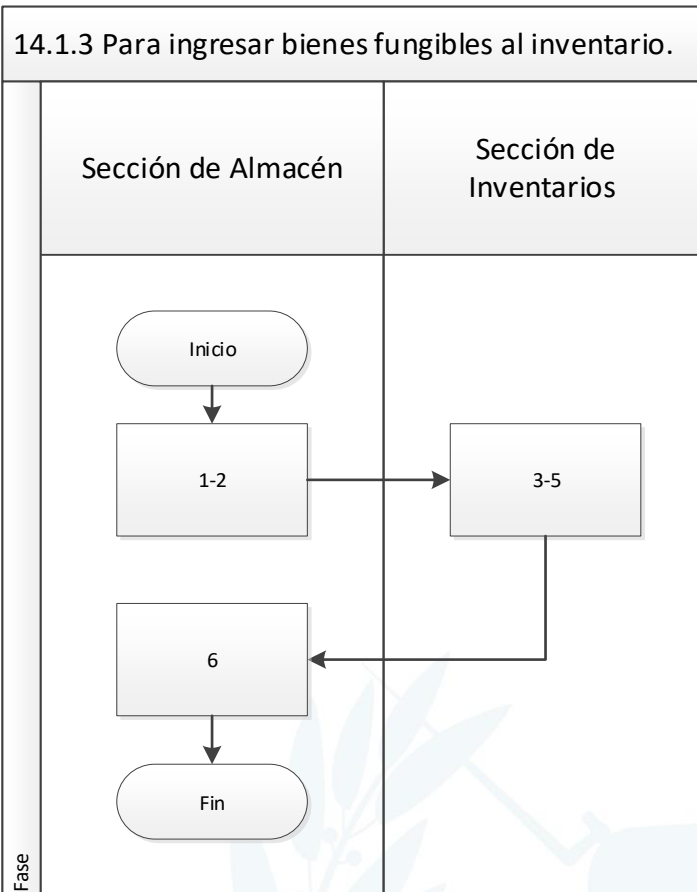 14.1.3 Para ingresar bienes fungibles al inventario.
Sección de Almacén
Sección de
Inventarios
Inicio
1-2
3-5
6
Fin
Fase